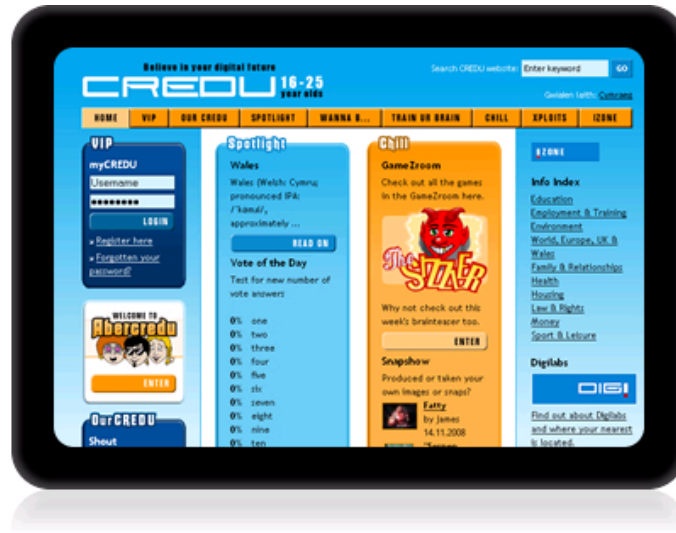 Believe in your digital future
CREDU 16-25
year olds
Search CREDU website: Enter keyword GO
Gwialen Iaith: Cymraeg
HOME VIP OUR CREDU SPOTLIGHT WANNA B... TRAIN UR BRAIN CHILL XPLOITS IZONE
VIP
myCREDU
Username
••••••••
LOGIN
» Register here
» Forgotten your
password?
WELCOME TO
Abercredu
ENTER
OurCREDU
Shout
Spotlight
Wales
Wales (Welsh: Cymru;
pronounced IPA:
approximately ...
READ ON
Vote of the Day
Test for new number of
vote answers
0% one
0% two
0% three
0% four
0% five
0% six
0% seven
0% eight
0% nine
0% ten
Chill
GameZroom
Check out all the games
in the GameZroom here.
The
SIZZLER
Why not check out this
week's brainteaser too.
ENTER
Snapshow
Produced or taken your
own images or snaps?
Fatty
by James
14.11.2008
IZONE
Info Index
Education
Employment & Training
Environment
World, Europe, UK &
Wales
Family & Relationships
Health
Housing
Law & Rights
Money
Sport & Leisure
Digilabs
DIGI
Find out about Digilabs
and where your nearest
is located.